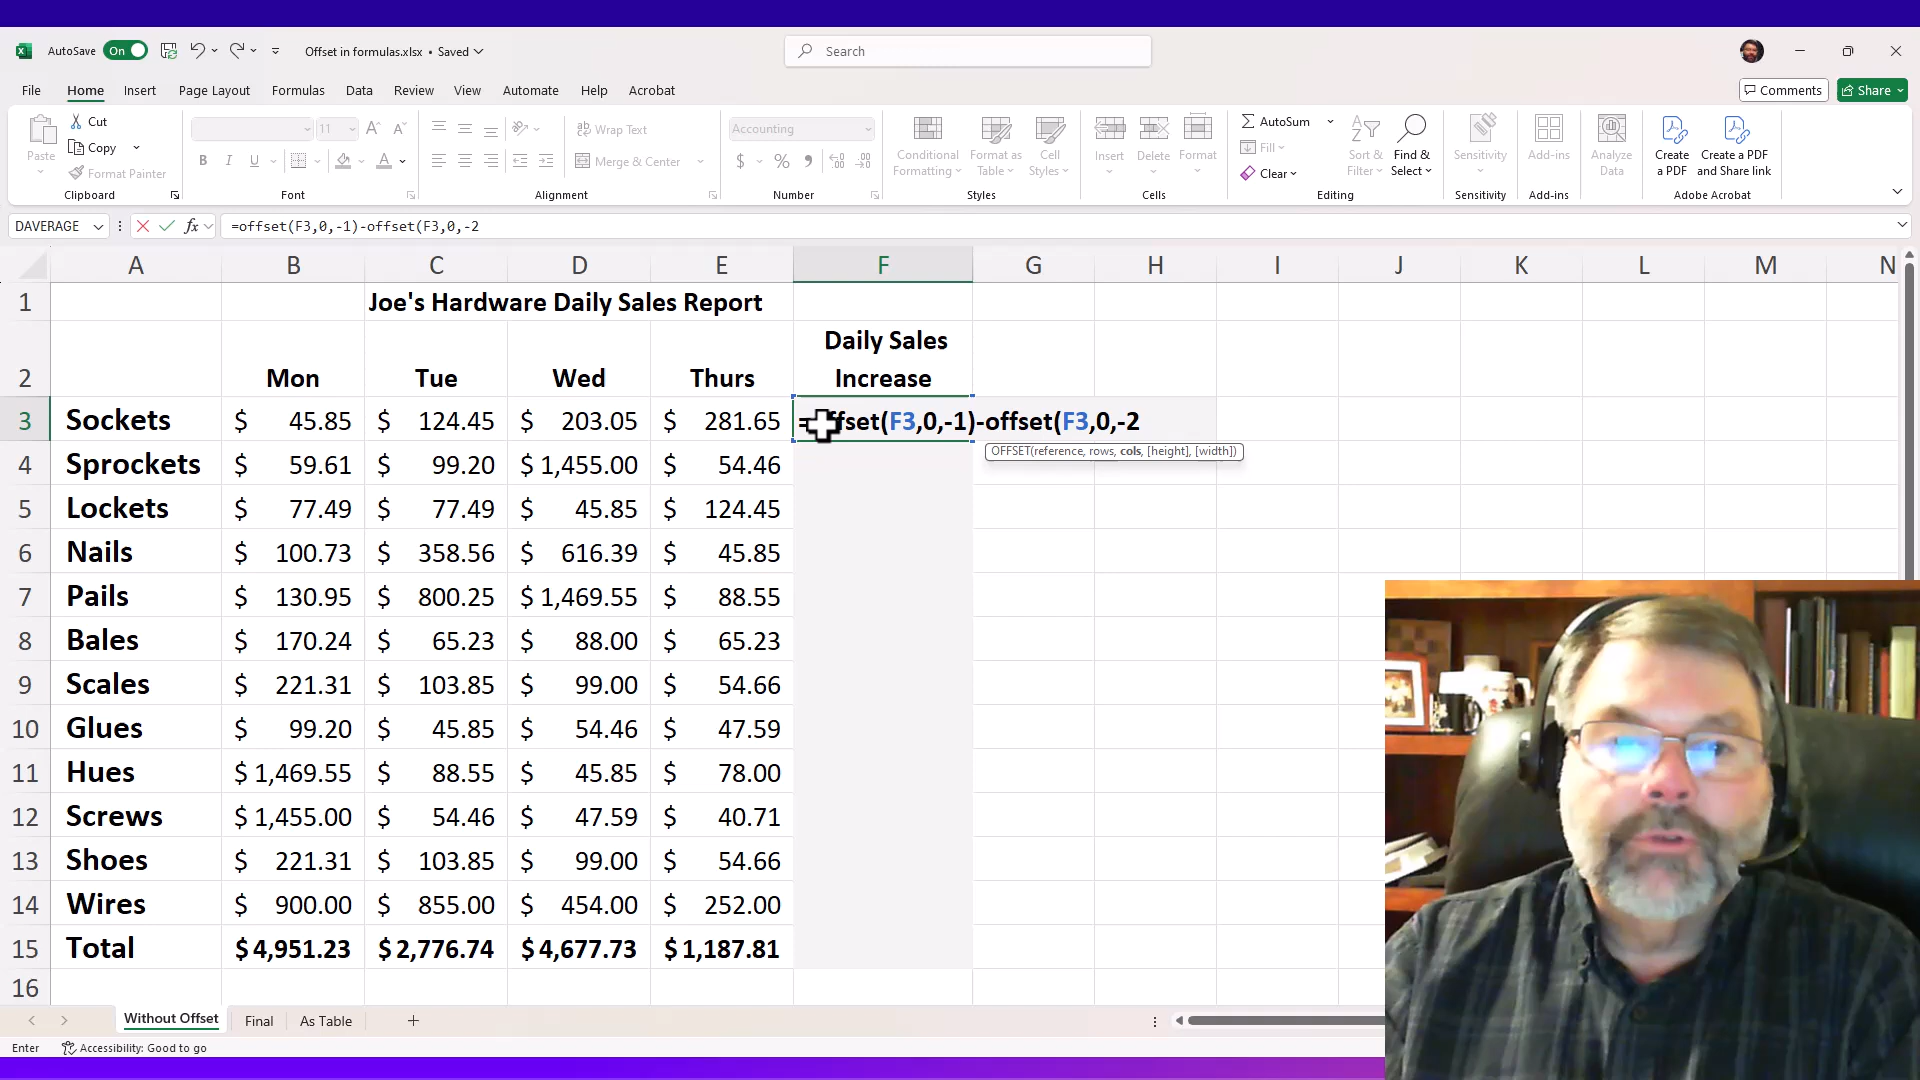 AutoSave On Offset in formulas.xlsx • Saved Search
File Home Insert Page Layout Formulas Data Review View Automate Help Acrobat Comments Share
Paste Cut Copy Format Painter Clipboard
11 B I U A A A Font
ab Wrap Text Merge & Center Alignment
Accounting $ % , Number
Conditional Formatting Format as Table Cell Styles Styles
Insert Delete Format Cells
AutoSum Fill Clear Sort & Filter Find & Select Editing
Sensitivity Sensitivity
Add-ins Add-ins
Analyze Data
Create a PDF Create a PDF and Share link Adobe Acrobat
DAVERAGE fx =offset(F3,0,-1)-offset(F3,0,-2
A B C D E F G H I J K L M N
1 Joe's Hardware Daily Sales Report
Daily Sales
2 Mon Tue Wed Thurs Increase
3 Sockets $ 45.85 $ 124.45 $ 203.05 $ 281.65 =offset(F3,0,-1)-offset(F3,0,-2
OFFSET(reference, rows, cols, [height], [width])
4 Sprockets $ 59.61 $ 99.20 $ 1,455.00 $ 54.46
5 Lockets $ 77.49 $ 77.49 $ 45.85 $ 124.45
6 Nails $ 100.73 $ 358.56 $ 616.39 $ 45.85
7 Pails $ 130.95 $ 800.25 $ 1,469.55 $ 88.55
8 Bales $ 170.24 $ 65.23 $ 88.00 $ 65.23
9 Scales $ 221.31 $ 103.85 $ 99.00 $ 54.66
10 Glues $ 99.20 $ 45.85 $ 54.46 $ 47.59
11 Hues $ 1,469.55 $ 88.55 $ 45.85 $ 78.00
12 Screws $ 1,455.00 $ 54.46 $ 47.59 $ 40.71
13 Shoes $ 221.31 $ 103.85 $ 99.00 $ 54.66
14 Wires $ 900.00 $ 855.00 $ 454.00 $ 252.00
15 Total $ 4,951.23 $ 2,776.74 $ 4,677.73 $ 1,187.81
16
Without Offset Final As Table
Enter Accessibility: Good to go